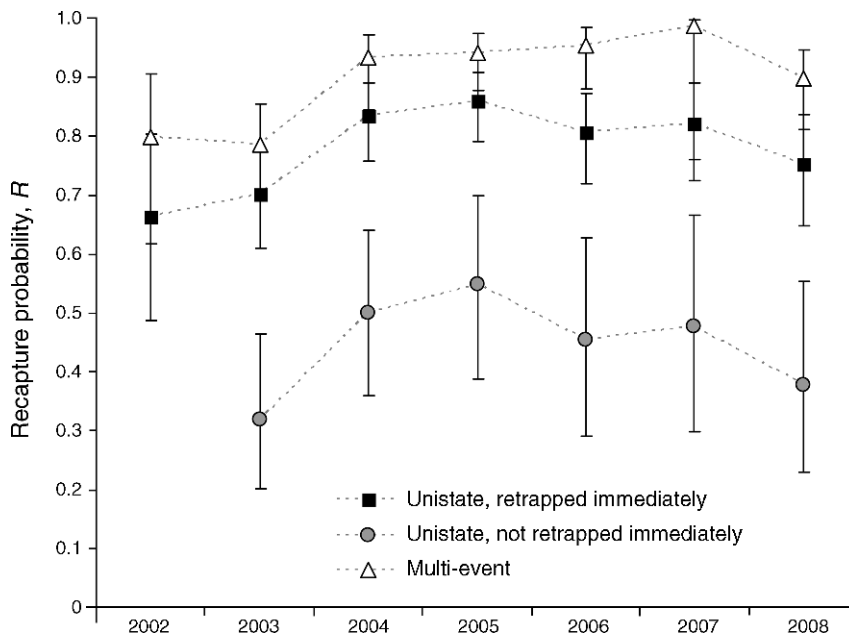 1.0
0.9
0.8
0.7
0.6
0.5
0.4
0.3
0.2
0.1
0
Recapture probability, R
Unistate, retrapped immediately
Unistate, not retrapped immediately
Multi-event
2002 2003 2004 2005 2006 2007 2008